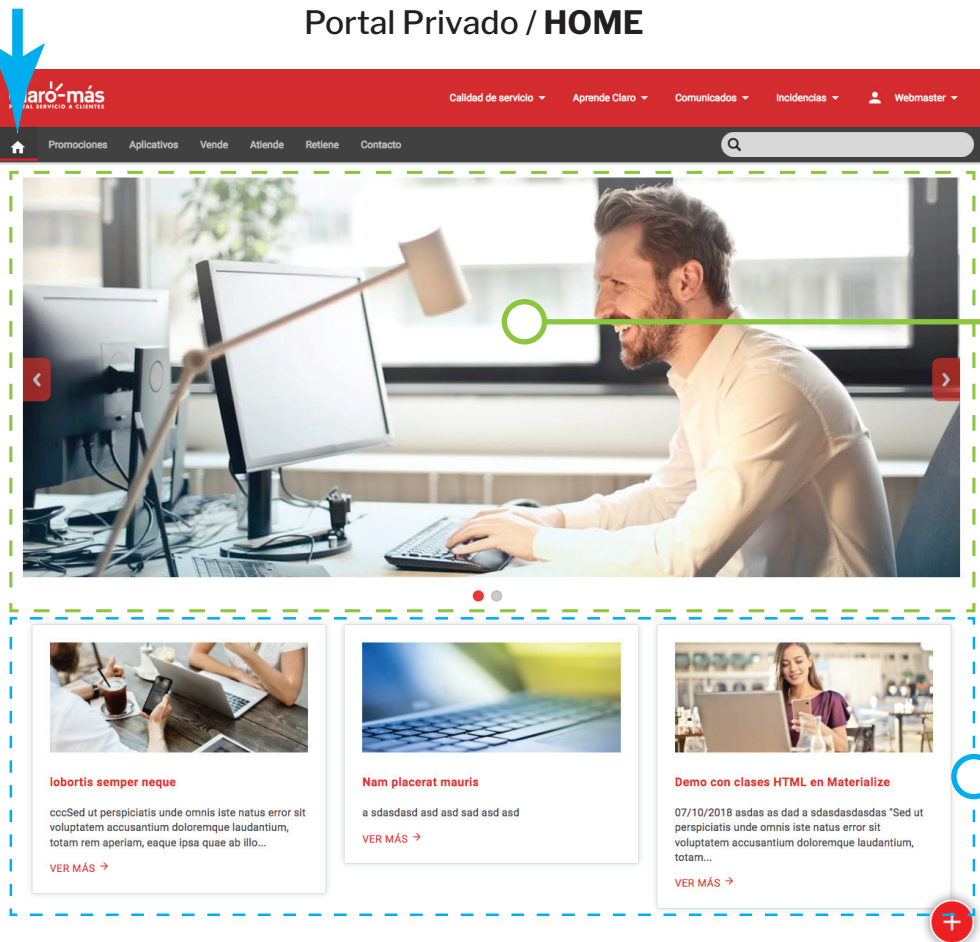 Portal Privado / HOME
aró-más
AL SERVICIO A CLIENTES
Calidad de servicio
Aprende Claro
Comunicados
Incidencias
Webmaster
Promociones
Aplicativos
Vende
Atiende
Retiene
Contacto
lobortis semper neque
cccSed ut perspiciatis unde omnis iste natus error sit
voluptatem accusantium doloremque laudantium,
totam rem aperiam, eaque ipsa quae ab illo...
VER MÁS →
Nam placerat mauris
a sdasdasd asd asd sad asd asd
VER MÁS →
Demo con clases HTML en Materialize
07/10/2018 asdas as dad a sdasdasdasdas "Sed ut
perspiciatis unde omnis iste natus error sit
voluptatem accusantium doloremque laudantium,
totam...
VER MÁS →